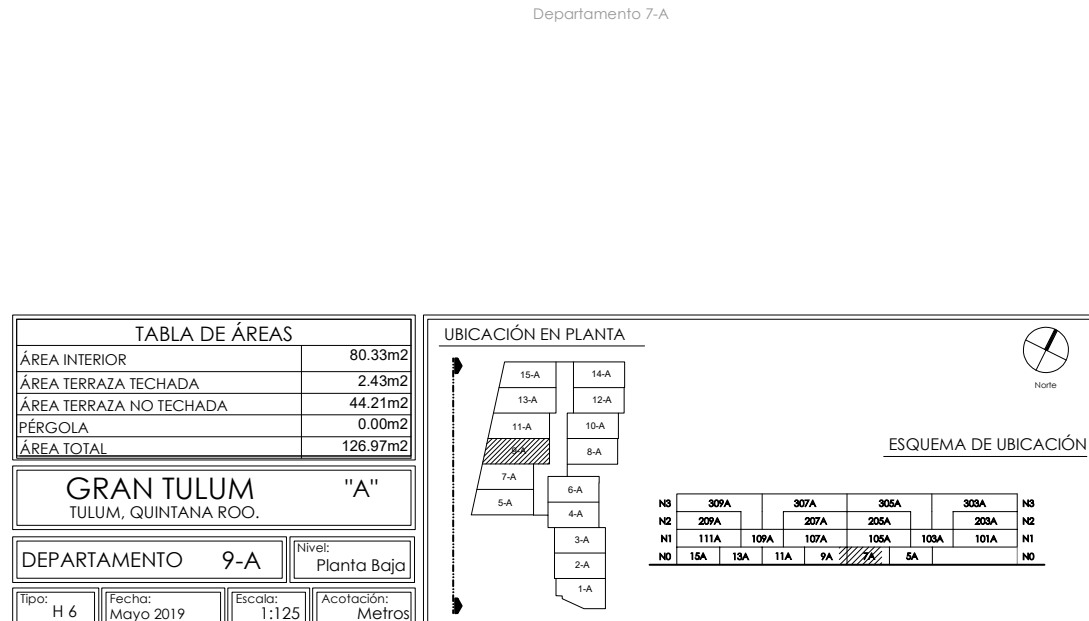 Departamento 7-A
TABLA DE ÁREAS
ÁREA INTERIOR 80.33m2
ÁREA TERRAZA TECHADA 2.43m2
ÁREA TERRAZA NO TECHADA 44.21m2
PÉRGOLA 0.00m2
ÁREA TOTAL 126.97m2
GRAN TULUM "A"
TULUM, QUINTANA ROO.
DEPARTAMENTO 9-A
Nivel:
Planta Baja
Tipo:
H 6
Fecha:
Mayo 2019
Escala:
1:125
Acotación:
Metros
UBICACIÓN EN PLANTA
15-A 14-A
13-A 12-A
11-A 10-A
9-A 8-A
7-A
6-A
5-A
4-A
3-A
2-A
1-A
Norte
ESQUEMA DE UBICACIÓN
N3 309A 307A 305A 303A N3
N2 209A 207A 205A 203A N2
N1 111A 109A 107A 105A 103A 101A N1
N0 15A 13A 11A 9A 7A 5A N0